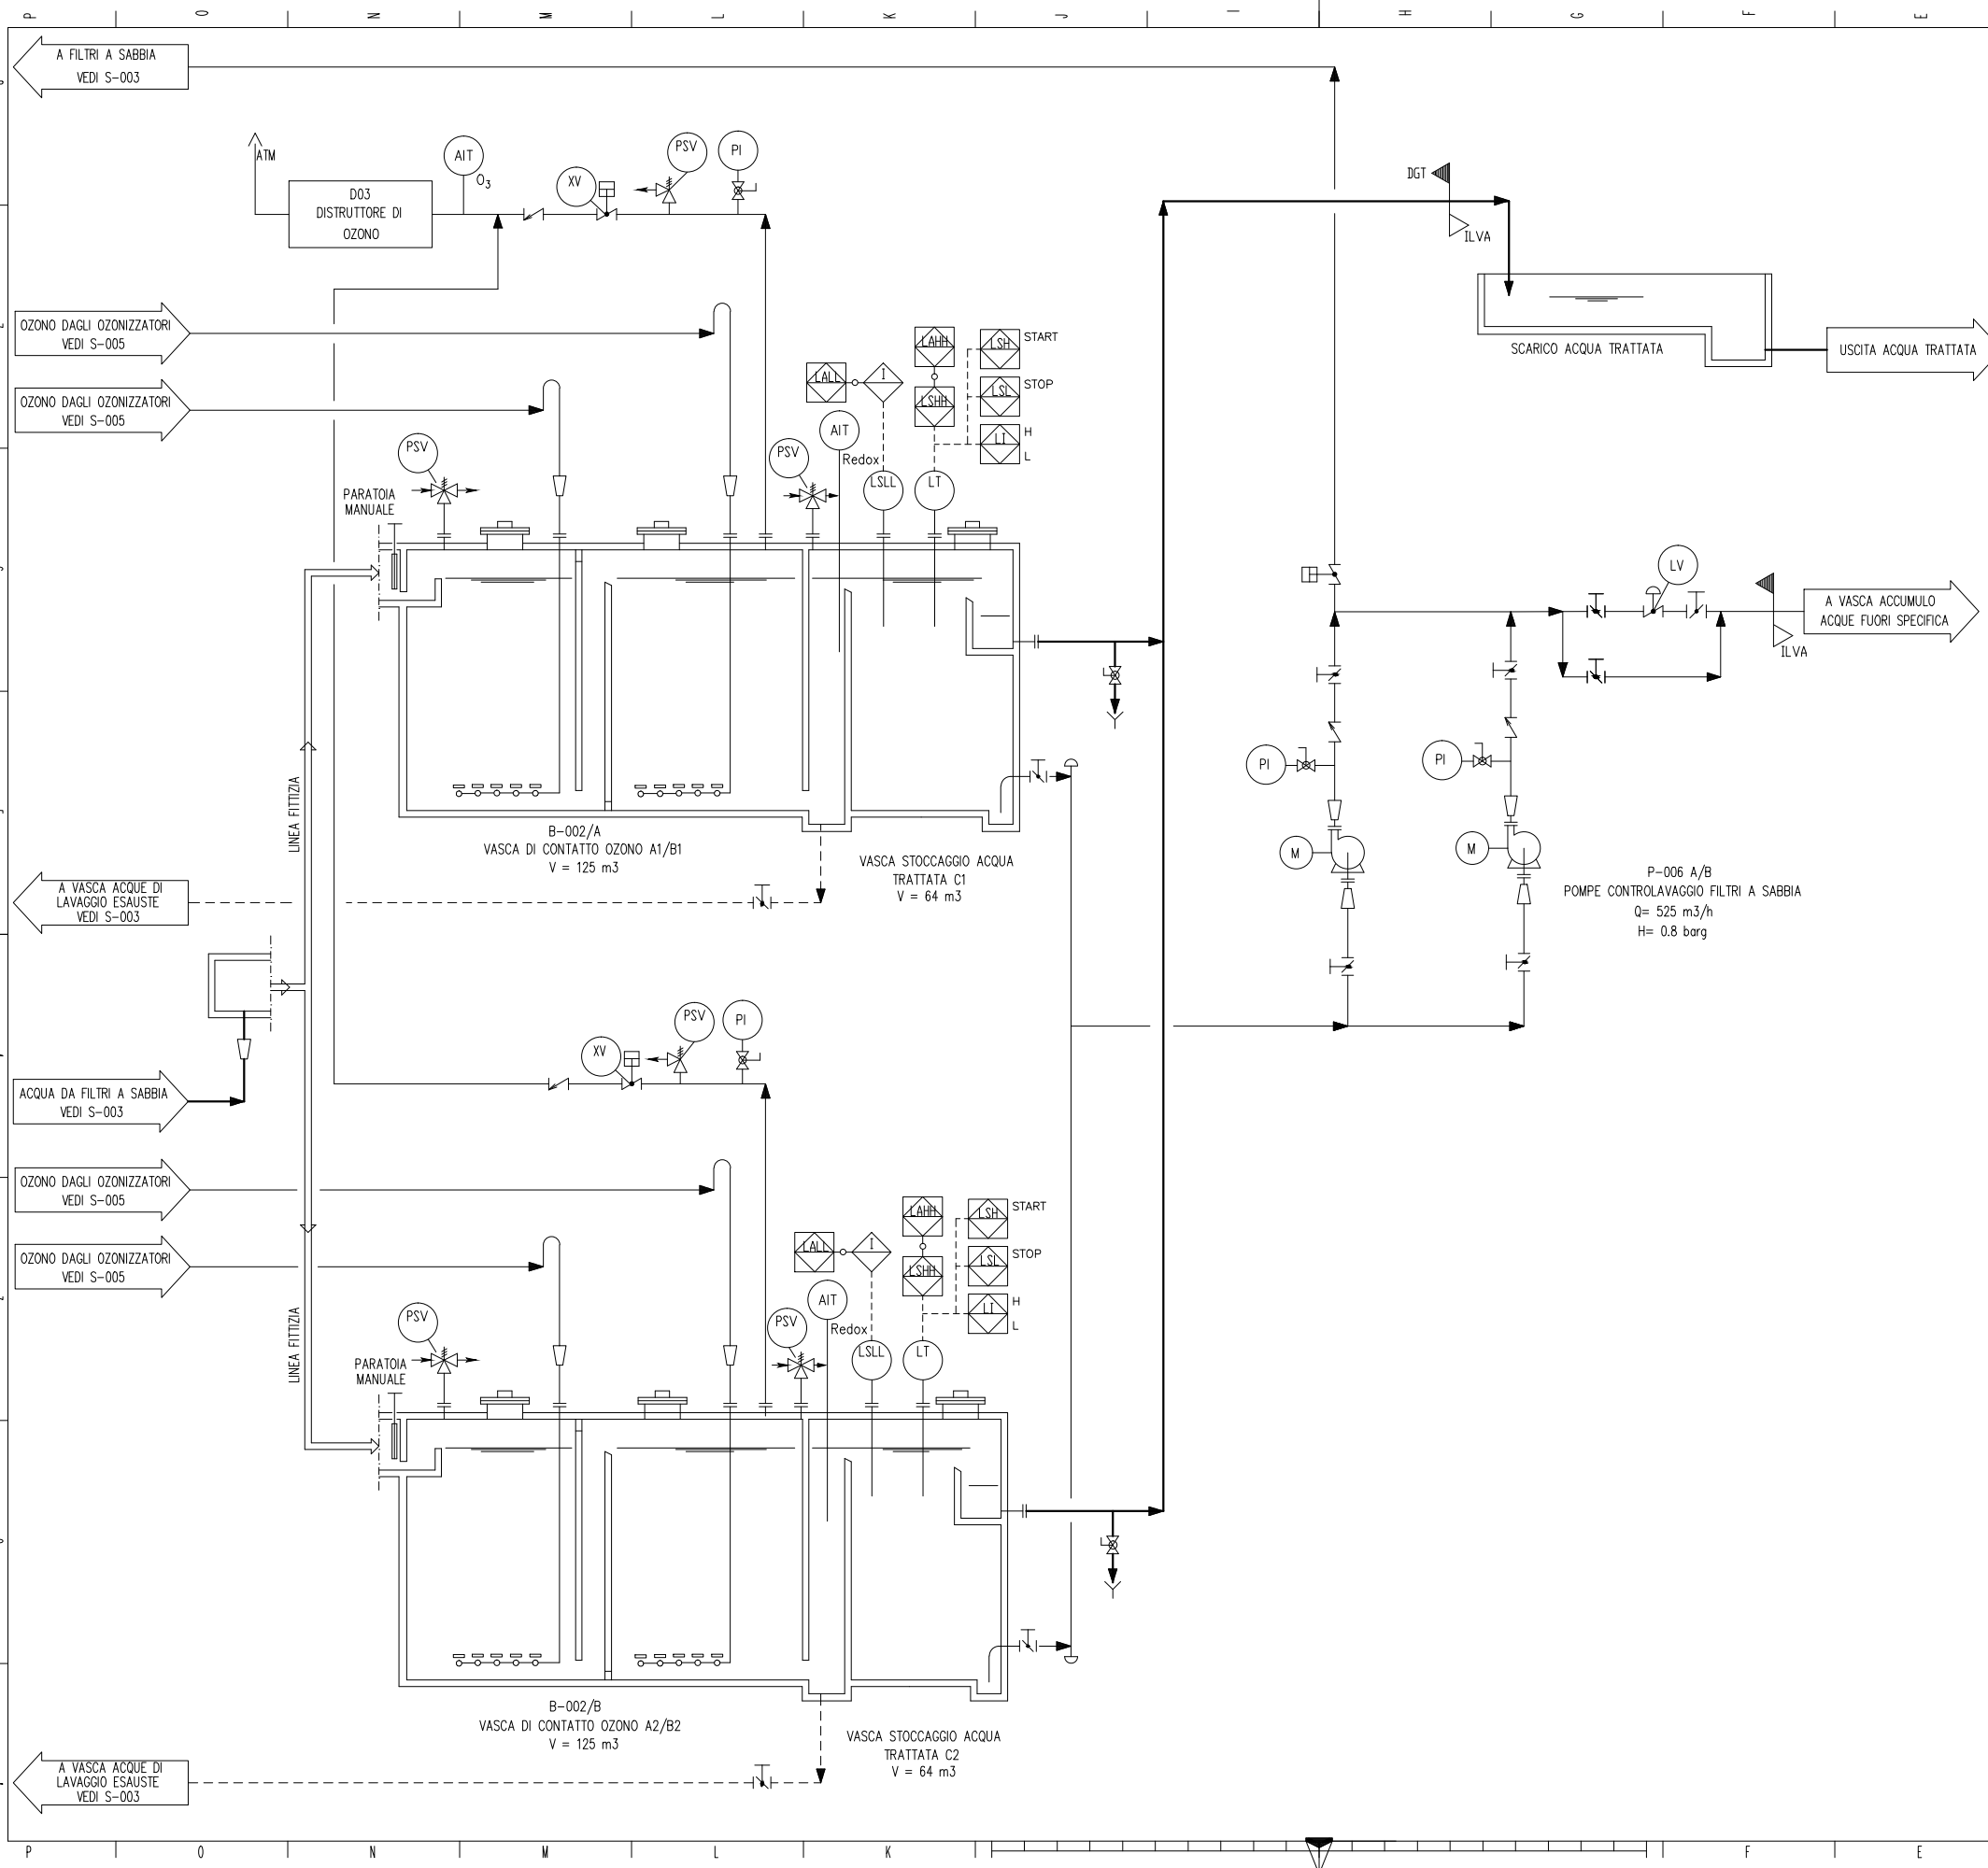 P O N M L K J I H G F E
A FILTRI A SABBIA
VEDI S-003
ATM
D03
DISTRUTTORE DI
OZONO
AIT
O3
XV
PSV
PI
DGT
ILVA
SCARICO ACQUA TRATTATA
USCITA ACQUA TRATTATA
OZONO DAGLI OZONIZZATORI
VEDI S-005
OZONO DAGLI OZONIZZATORI
VEDI S-005
LALL
I
LAHH
LSHH
LSH
START
LSL
STOP
LI
H
L
PSV
PSV
AIT
Redox
LSLL
LT
PARATOIA
MANUALE
LV
A VASCA ACCUMULO
ACQUE FUORI SPECIFICA
ILVA
LINEA FITTIZIA
PI
PI
M
M
B-002/A
VASCA DI CONTATTO OZONO A1/B1
V = 125 m3
VASCA STOCCAGGIO ACQUA
TRATTATA C1
V = 64 m3
P-006 A/B
POMPE CONTROLAVAGGIO FILTRI A SABBIA
Q= 525 m3/h
H= 0.8 barg
A VASCA ACQUE DI
LAVAGGIO ESAUSTE
VEDI S-003
XV
PSV
PI
ACQUA DA FILTRI A SABBIA
VEDI S-003
OZONO DAGLI OZONIZZATORI
VEDI S-005
OZONO DAGLI OZONIZZATORI
VEDI S-005
LALL
I
LAHH
LSHH
LSH
START
LSL
STOP
LI
H
L
LINEA FITTIZIA
PSV
PSV
AIT
Redox
LSLL
LT
PARATOIA
MANUALE
B-002/B
VASCA DI CONTATTO OZONO A2/B2
V = 125 m3
VASCA STOCCAGGIO ACQUA
TRATTATA C2
V = 64 m3
A VASCA ACQUE DI
LAVAGGIO ESAUSTE
VEDI S-003
P O N M L K F E